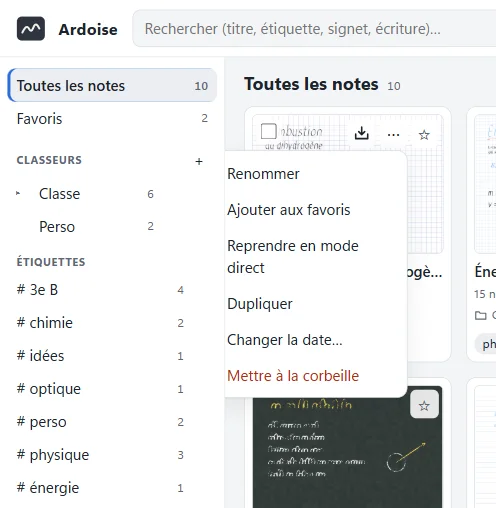 Ardoise
Rechercher (titre, étiquette, signet, écriture)...
Toutes les notes 10
Favoris 2
CLASSEURS +
Classe 6
Perso 2
ÉTIQUETTES
# 3e B 4
# chimie 2
# idées 1
# optique 1
# perso 2
# physique 3
# énergie 1
Toutes les notes 10
au dihydrogène
Renommer
Ajouter aux favoris
Reprendre en mode
direct
Dupliquer
Changer la date...
Mettre à la corbeille
15 n